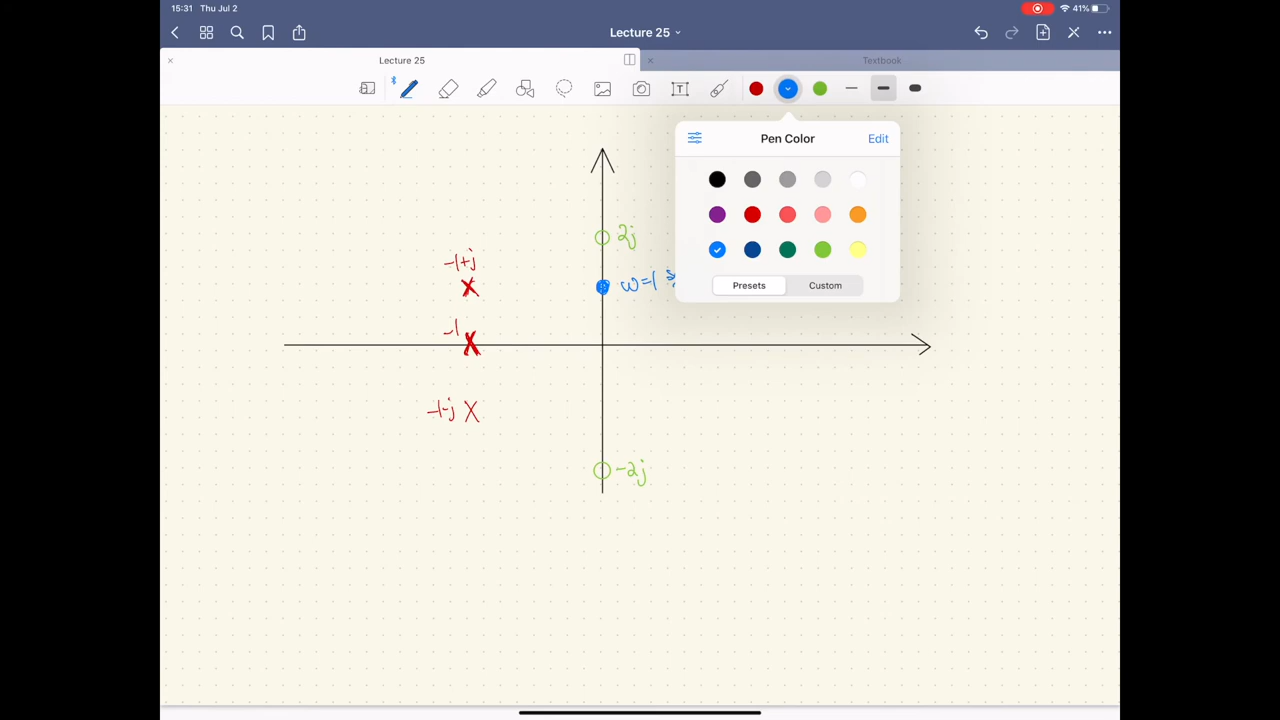 15:31 Thu Jul 2
41%
Lecture 25
Lecture 25
Textbook
T
Pen Color
Edit
2j
-1+j
ω=1
Presets
Custom
-1
-1-j
-2j